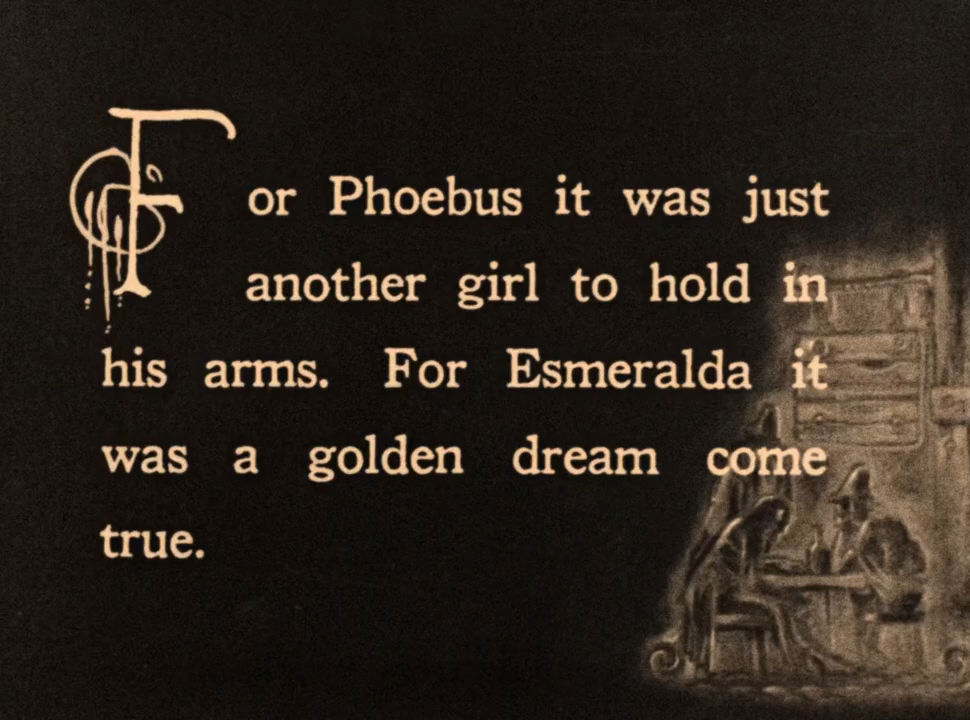 For Phoebus it was just
another girl to hold in
his arms. For Esmeralda it
was a golden dream come
true.